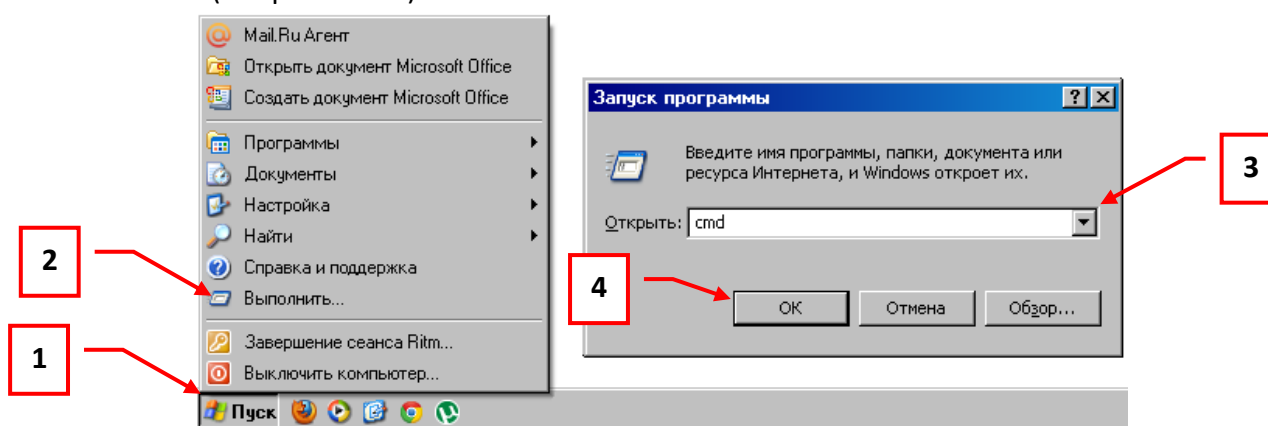 Mail.Ru Агент
Открыть документ Microsoft Office
Создать документ Microsoft Office
Программы
Документы
Настройка
Найти
Справка и поддержка
Выполнить...
Завершение сеанса Ritm...
Выключить компьютер...
Пуск
2
1
Запуск программы
Введите имя программы, папки, документа или
ресурса Интернета, и Windows откроет их.
Открыть: cmd
ОК Отмена Обзор...
3
4